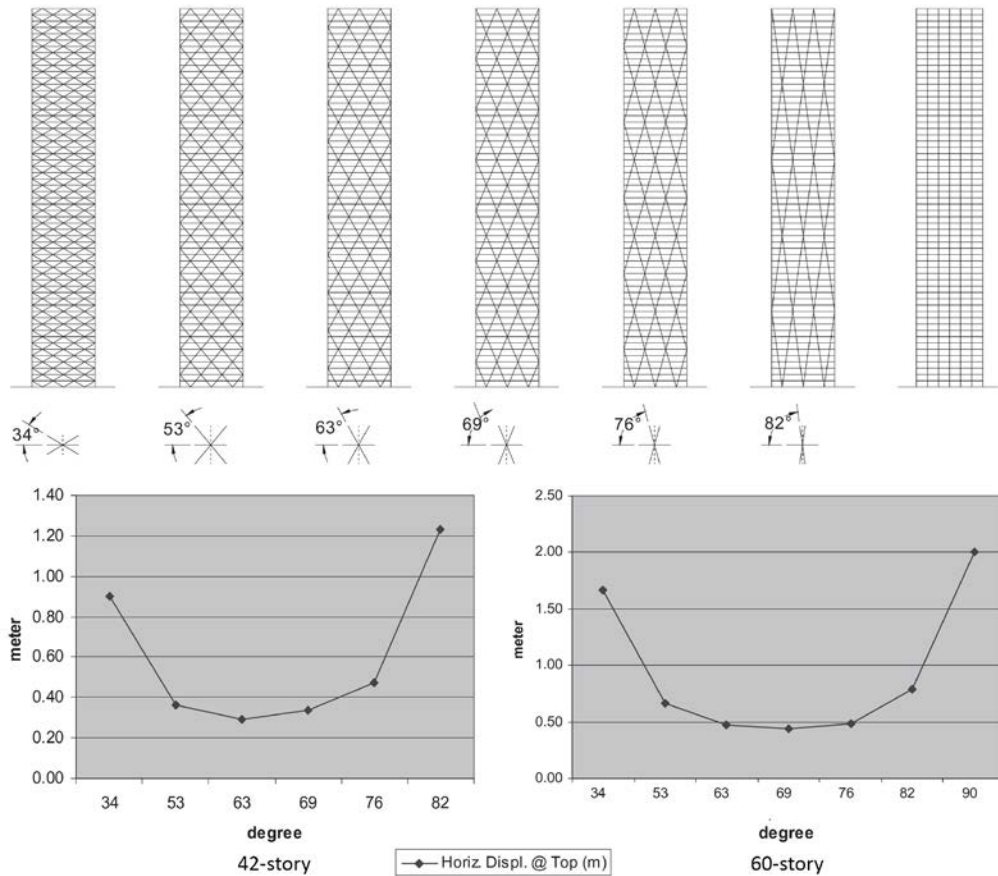 34°
53°
63°
69°
76°
82°
1.40
1.20
1.00
0.80
0.60
0.40
0.20
0.00
meter
34 53 63 69 76 82
degree
42-story
2.50
2.00
1.50
1.00
0.50
0.00
meter
34 53 63 69 76 82 90
degree
60-story
Horiz. Displ. @ Top (m)